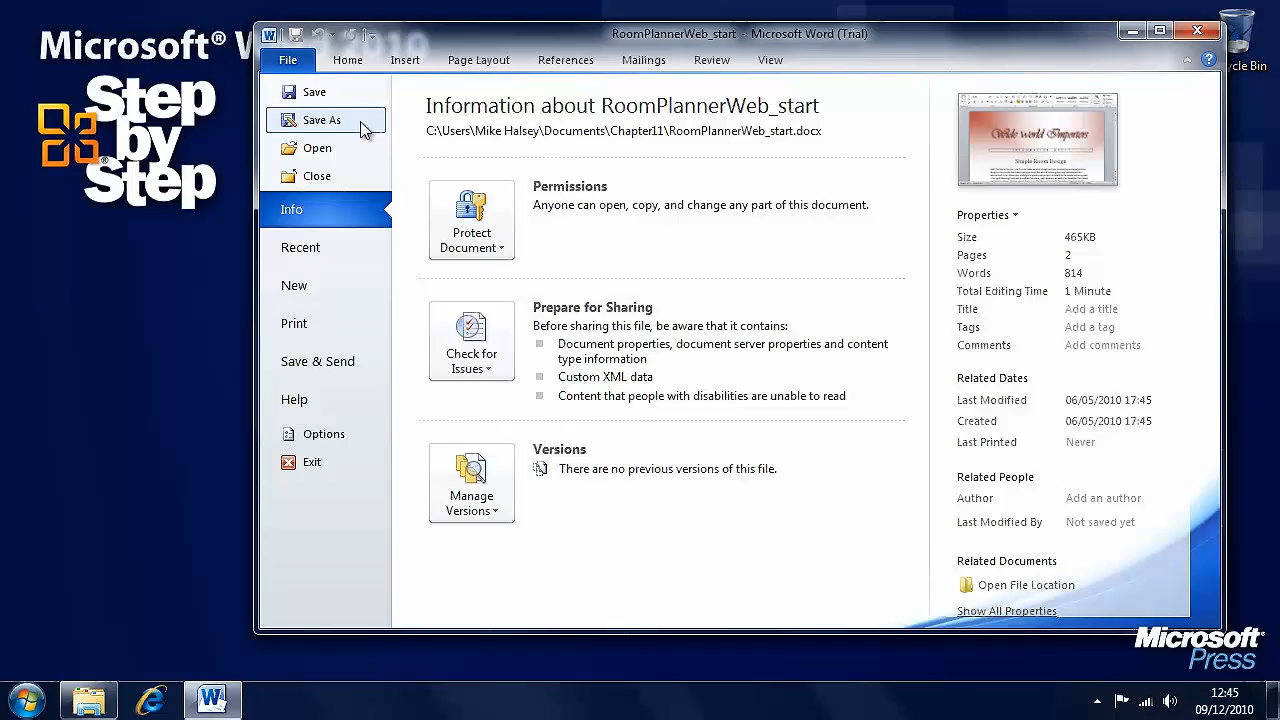 Microsoft® W
Step
by
Step
®
RoomPlannerWeb_start - Microsoft Word (Trial)
File Home Insert Page Layout References Mailings Review View
cycle Bin
Save
Save As
Open
Close
Info
Recent
New
Print
Save & Send
Help
Options
Exit
Information about RoomPlannerWeb_start
C:\Users\Mike Halsey\Documents\Chapter11\RoomPlannerWeb_start.docx
Protect
Document
Permissions
Anyone can open, copy, and change any part of this document.
Check for
Issues
Prepare for Sharing
Before sharing this file, be aware that it contains:
Document properties, document server properties and content
type information
Custom XML data
Content that people with disabilities are unable to read
Manage
Versions
Versions
There are no previous versions of this file.
Wide World Importers
Simple Room Design
Properties
Size 465KB
Pages 2
Words 814
Total Editing Time 1 Minute
Title Add a title
Tags Add a tag
Comments Add comments
Related Dates
Last Modified 06/05/2010 17:45
Created 06/05/2010 17:45
Last Printed Never
Related People
Author Add an author
Last Modified By Not saved yet
Related Documents
Open File Location
Show All Properties
Microsoft
Press
12:45
09/12/2010